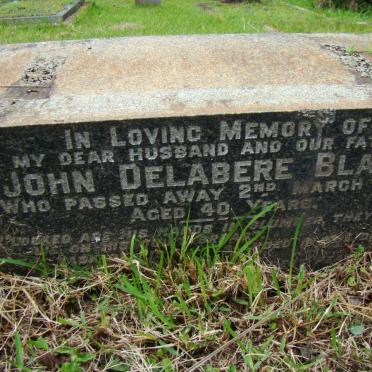 IN LOVING MEMORY OF
MY DEAR HUSBAND AND OUR FA
JOHN DELABERE BLA
WHO PASSED AWAY 2ND MARCH
AGED 40 YEARS.
THEY